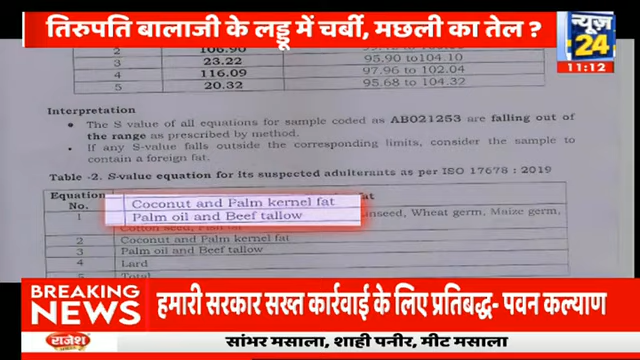 तिरुपति बालाजी के लड्डू में चर्बी, मछली का तेल ?
न्यूज़
24
11:12
2 106.90
3 23.22 95.90 to104.10
4 116.09 97.96 to 102.04
5 20.32 95.68 to 104.32
Interpretation
• The S value of all equations for sample coded as AB021253 are falling out of
the range as prescribed by method.
• If any S-value falls outside the corresponding limits, consider the sample to
contain a foreign fat.
Table -2. S-value equation for its suspected adulterants as per ISO 17678 : 2019
Equation
No.
Coconut and Palm kernel fat
Palm oil and Beef tallow
1 Wheat germ, Maize germ,
2 Coconut and Palm kernel fat
3 Palm oil and Beef tallow
4 Lard
5 Total
BREAKING
NEWS
हमारी सरकार सख्त कार्रवाई के लिए प्रतिबद्ध- पवन कल्याण
राजेश
सांभर मसाला, शाही पनीर, मीट मसाला